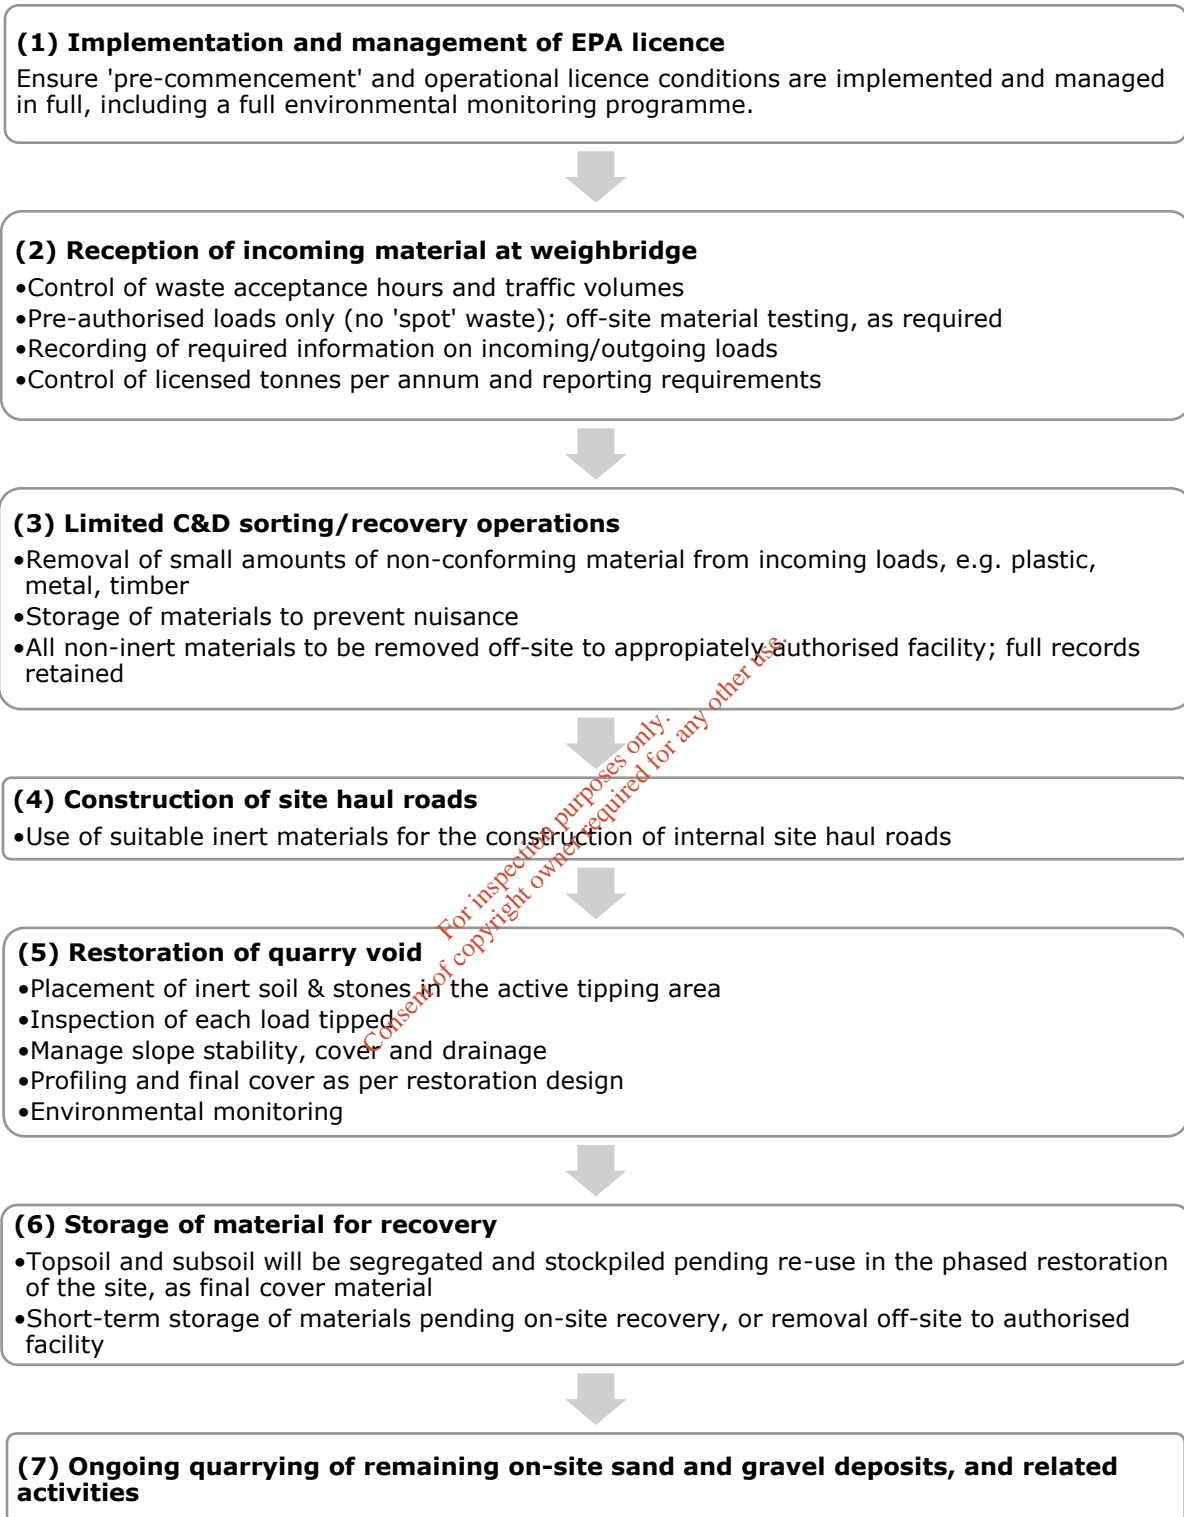 (1) Implementation and management of EPA licence
Ensure 'pre-commencement' and operational licence conditions are implemented and managed
in full, including a full environmental monitoring programme.
(2) Reception of incoming material at weighbridge
•Control of waste acceptance hours and traffic volumes
•Pre-authorised loads only (no 'spot' waste); off-site material testing, as required
•Recording of required information on incoming/outgoing loads
•Control of licensed tonnes per annum and reporting requirements
(3) Limited C&D sorting/recovery operations
•Removal of small amounts of non-conforming material from incoming loads, e.g. plastic,
metal, timber
•Storage of materials to prevent nuisance
•All non-inert materials to be removed off-site to appropiately authorised facility; full records
retained
(4) Construction of site haul roads
•Use of suitable inert materials for the construction of internal site haul roads
(5) Restoration of quarry void
•Placement of inert soil & stones in the active tipping area
•Inspection of each load tipped
•Manage slope stability, cover and drainage
•Profiling and final cover as per restoration design
•Environmental monitoring
(6) Storage of material for recovery
•Topsoil and subsoil will be segregated and stockpiled pending re-use in the phased restoration
of the site, as final cover material
•Short-term storage of materials pending on-site recovery, or removal off-site to authorised
facility
(7) Ongoing quarrying of remaining on-site sand and gravel deposits, and related
activities
For inspection purposes only.
Consent of copyright owner required for any other use.